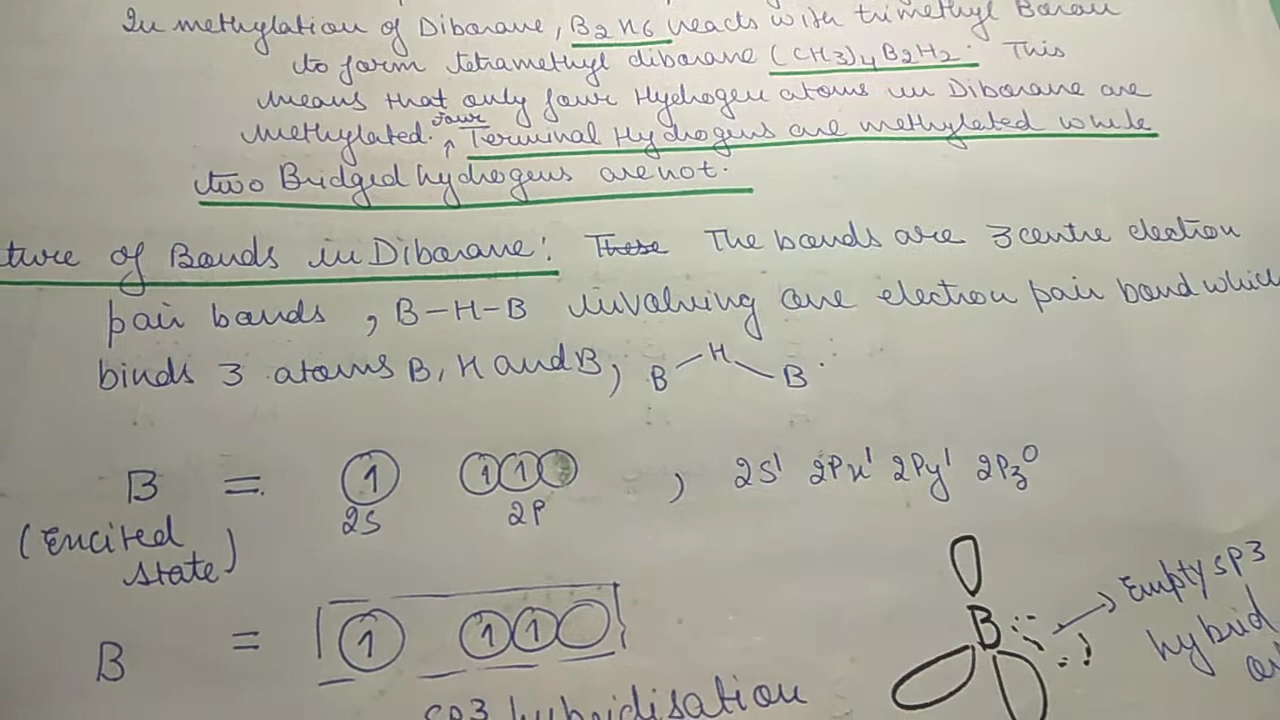 In methylation of Diborane, B2H6 reacts with trimethyl Boran
to form tetramethyl diborane (CH3)4B2H2. This
means that only four Hydrogen atoms in Diborane are
Methylated. four Terminal Hydrogens are methylated while
two Bridged hydrogens are not.
ture of Bonds in Diborane: These The bonds are 3 centre electron
pair bonds, B-H-B involving one electron pair bond which
binds 3 atoms B, H and B, B-H-B.
B = 1 1 1 , 2S1 2Px1 2Py1 2Pz0
2S 2P
(Excited
state)
B = 1 1 1
B
Empty sp3
hybrid
sp3 hybridisation